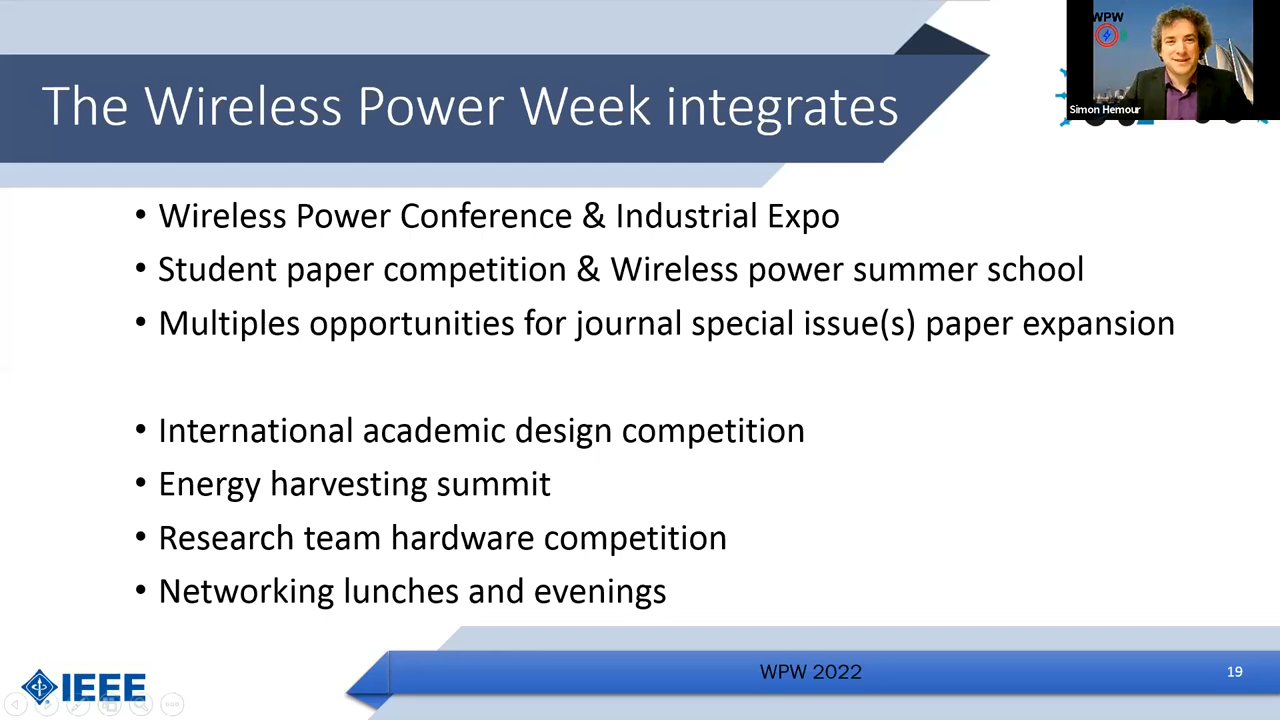 WPW
Simon Hemour
The Wireless Power Week integrates
• Wireless Power Conference & Industrial Expo
• Student paper competition & Wireless power summer school
• Multiples opportunities for journal special issue(s) paper expansion
• International academic design competition
• Energy harvesting summit
• Research team hardware competition
• Networking lunches and evenings
IEEE
WPW 2022
19